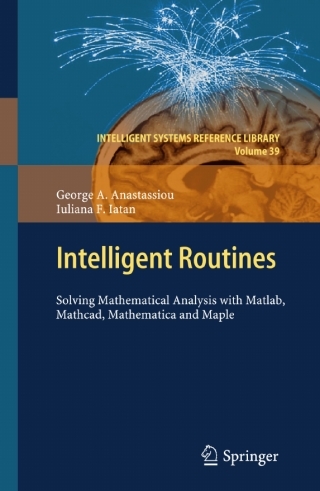 INTELLIGENT SYSTEMS REFERENCE LIBRARY
Volume 39
George A. Anastassiou
Iuliana F. Iatan
Intelligent Routines
Solving Mathematical Analysis with Matlab,
Mathcad, Mathematica and Maple
Springer